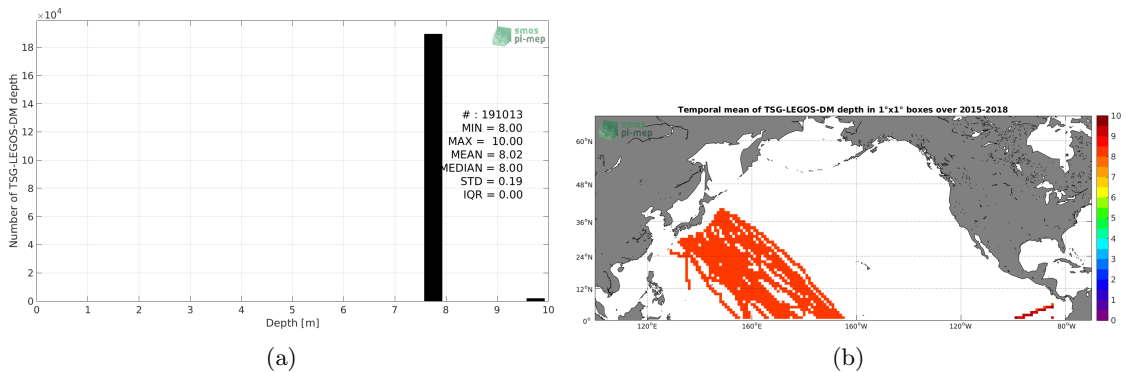 ×10⁴
18
16
14
12
10
8
6
4
2
0
Number of TSG-LEGOS-DM depth
smos
pi-mep
# : 191013
MIN = 8.00
MAX = 10.00
MEAN = 8.02
MEDIAN = 8.00
STD = 0.19
IQR = 0.00
0 1 2 3 4 5 6 7 8 9 10
Depth [m]
(a)
Temporal mean of TSG-LEGOS-DM depth in 1°x1° boxes over 2015-2018
smos
pi-mep
60°N
48°N
36°N
24°N
12°N
0°
120°E 160°E 160°W 120°W 80°W
10
9
8
7
6
5
4
3
2
1
0
(b)